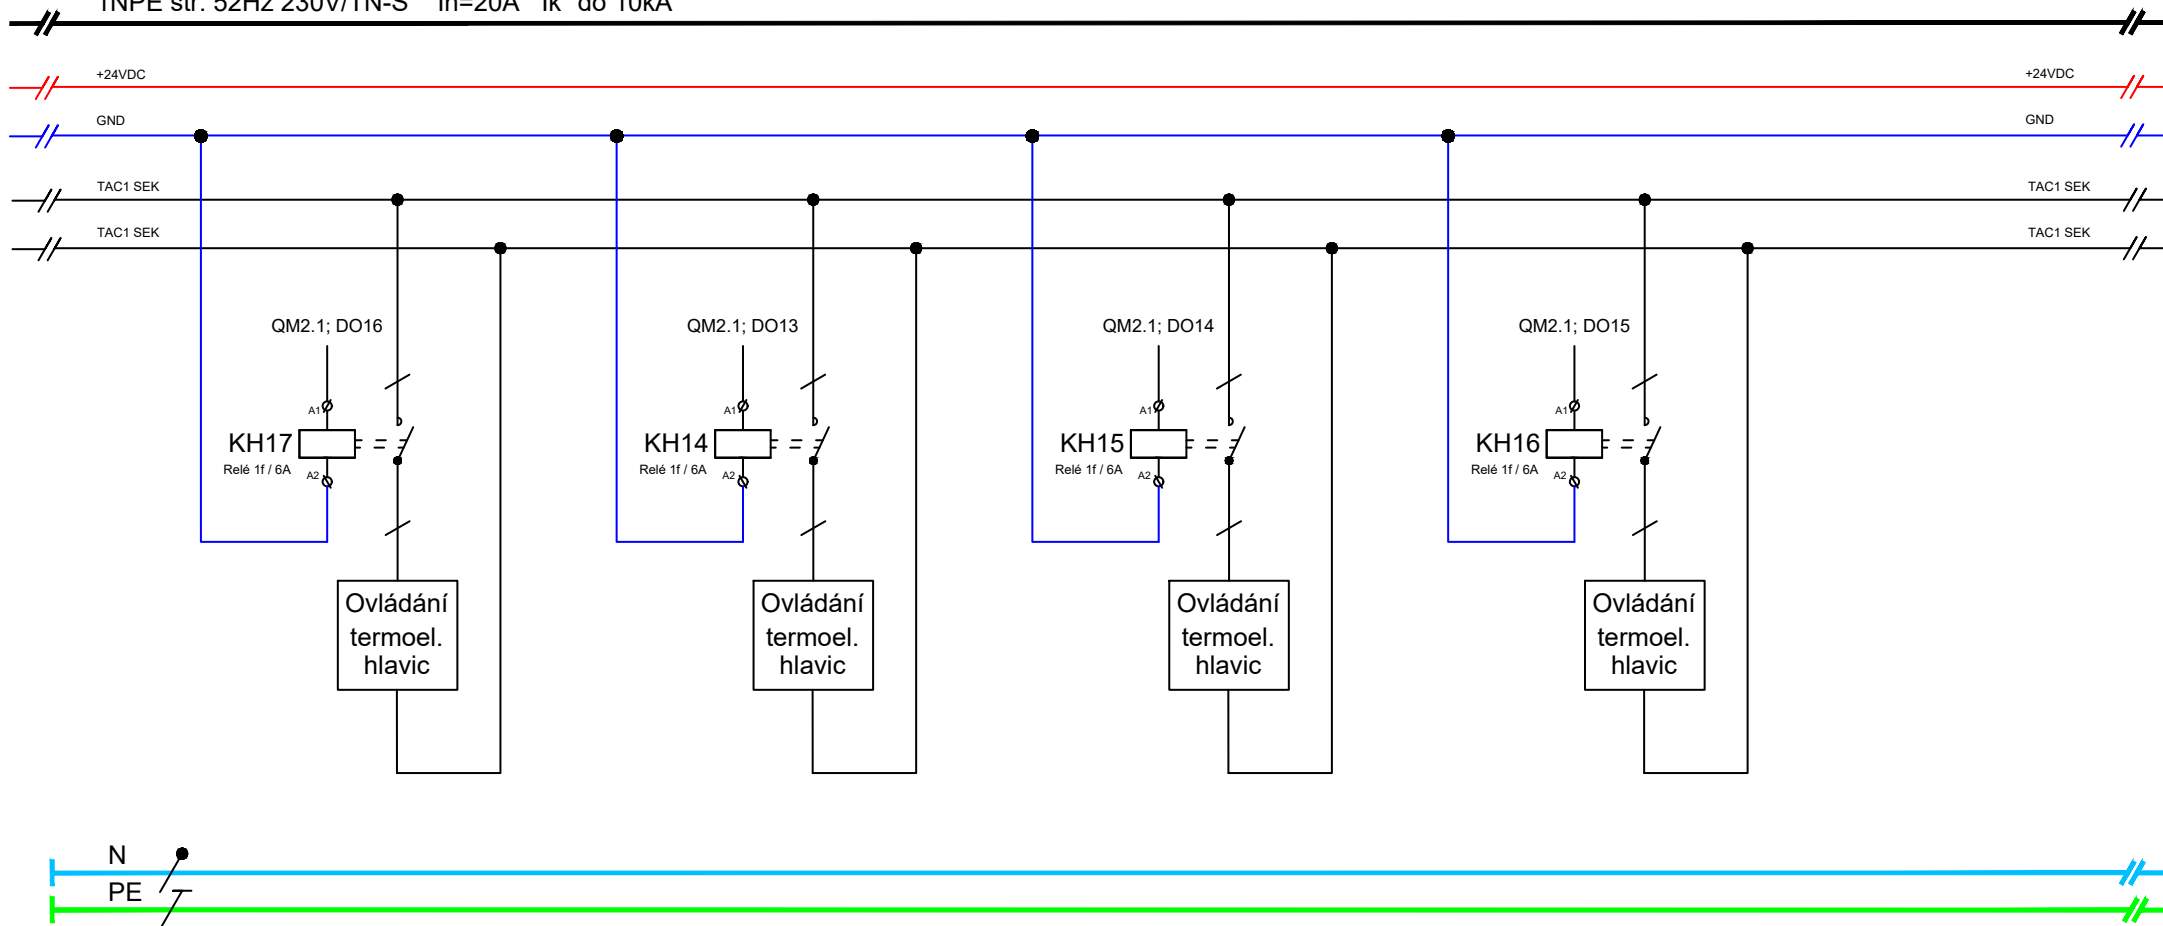 1NPE stř. 52Hz 230V/TN-S In=20A Ik" do 10kA
+24VDC +24VDC
GND GND
TAC1 SEK TAC1 SEK
TAC1 SEK TAC1 SEK
QM2.1; DO16 QM2.1; DO13 QM2.1; DO14 QM2.1; DO15
A1 A1 A1 A1
KH17 KH14 KH15 KH16
Relé 1f / 6A Relé 1f / 6A Relé 1f / 6A Relé 1f / 6A
A2 A2 A2 A2
Ovládání Ovládání Ovládání Ovládání
termoel. termoel. termoel. termoel.
hlavic hlavic hlavic hlavic
N
PE